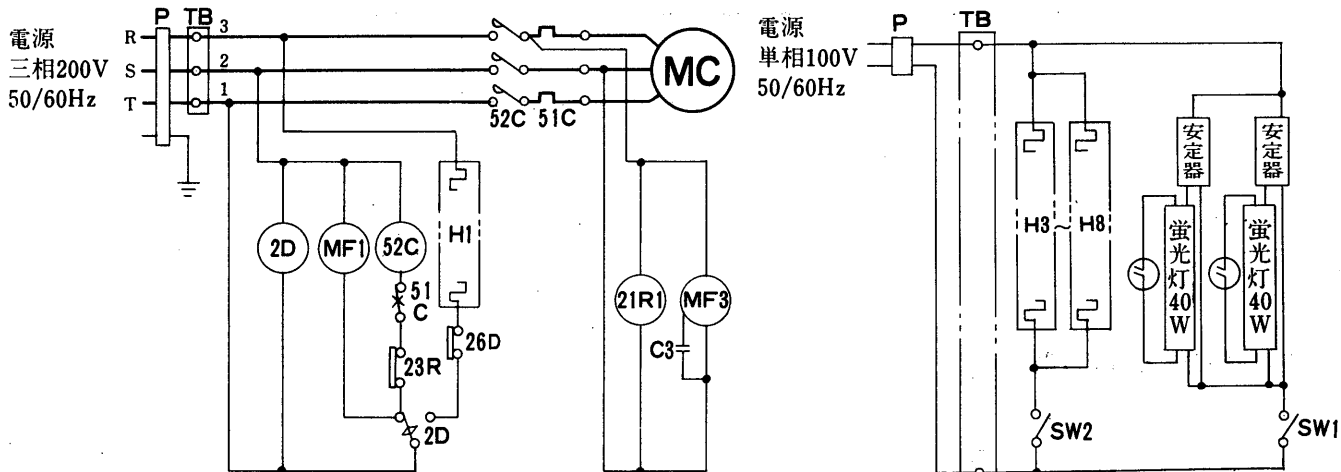 P TB
電源
三相200V
50/60Hz
R
S
T
3
2
1
52C 51C
MC
2D
MF1
52C
H1
51
C
23R
26D
2D
21R1
MF3
C3
電源
単相100V
50/60Hz
P
TB
H3 ~ H8
安定器
安定器
蛍光灯40W
蛍光灯40W
SW2
SW1